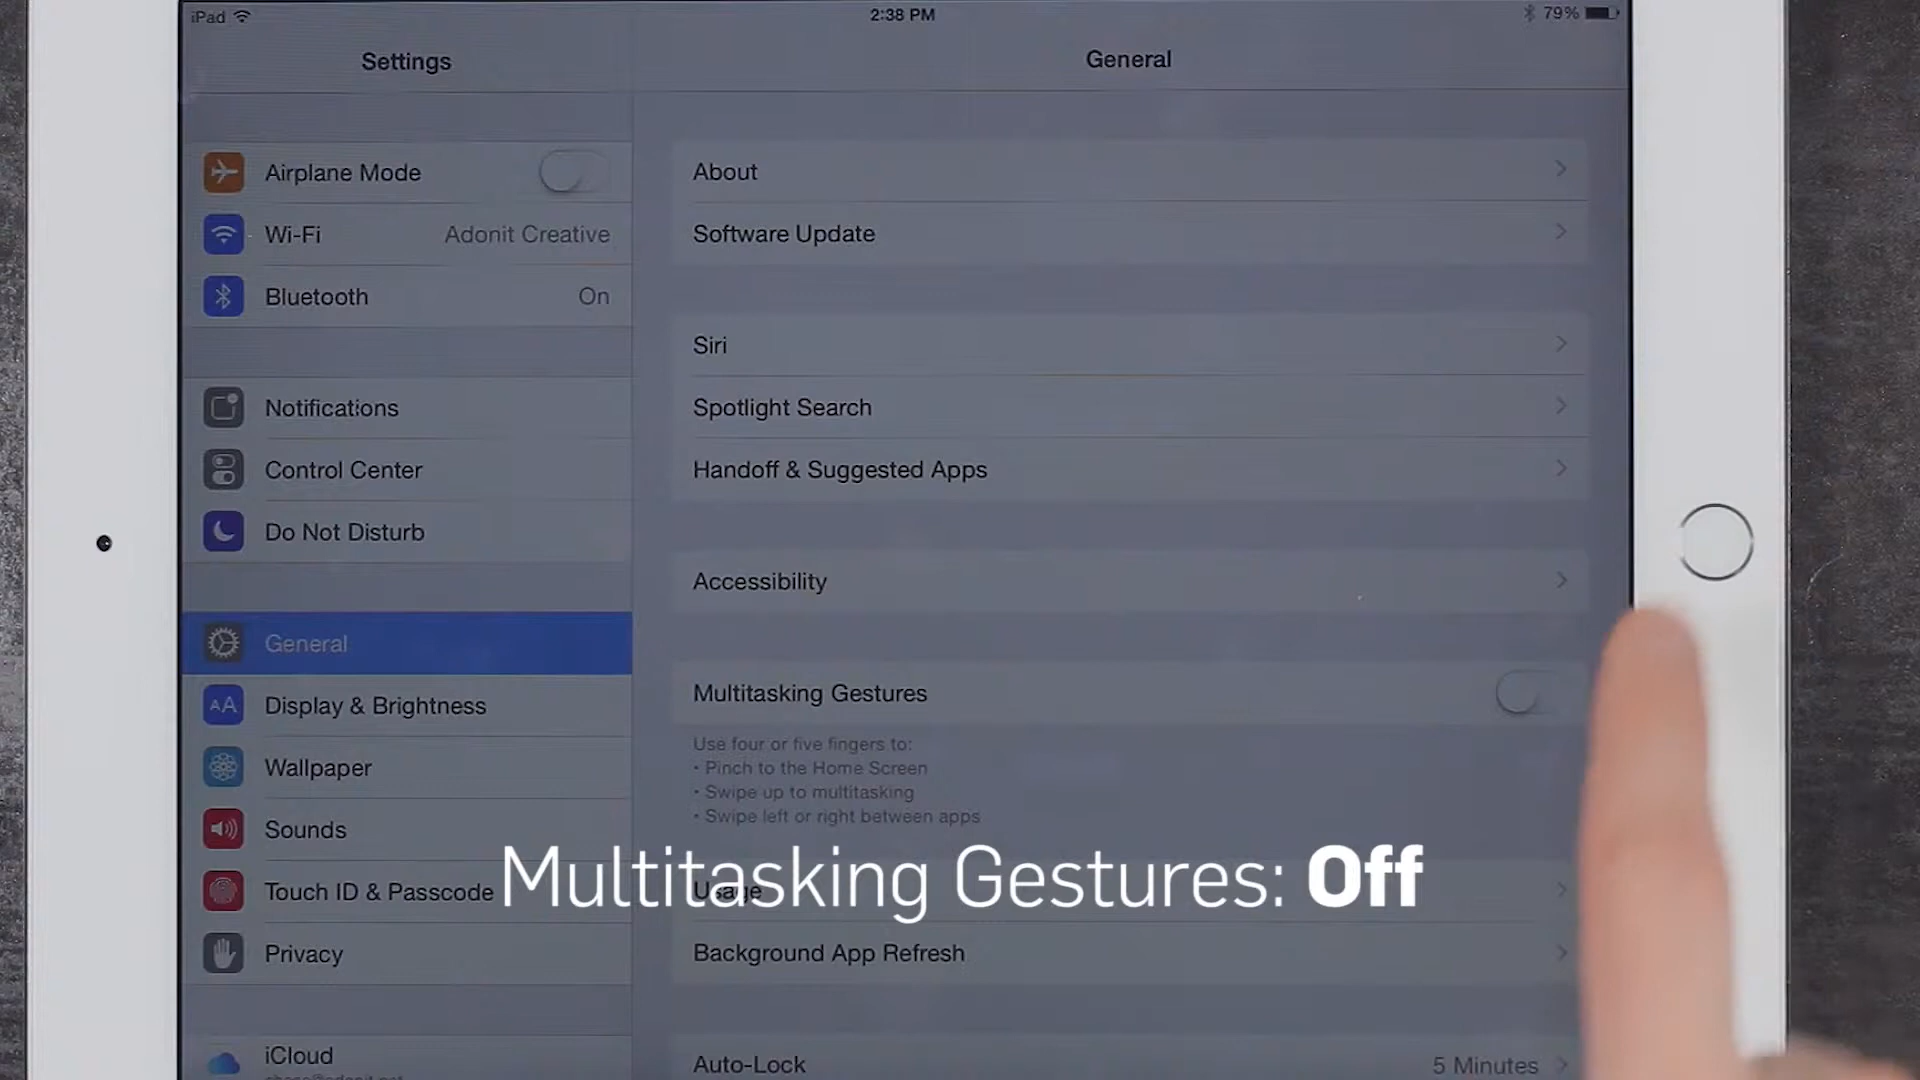 iPad
2:38 PM
79%
Settings
General
Airplane Mode
Wi-Fi
Adonit Creative
Bluetooth
On
Notifications
Control Center
Do Not Disturb
General
AA
Display & Brightness
Wallpaper
Sounds
Touch ID & Passcode
Privacy
iCloud
About
Software Update
Siri
Spotlight Search
Handoff & Suggested Apps
Accessibility
Multitasking Gestures
Use four or five fingers to:
• Pinch to the Home Screen
• Swipe up to multitasking
• Swipe left or right between apps
Usage
Multitasking Gestures: Off
Background App Refresh
Auto-Lock
5 Minutes